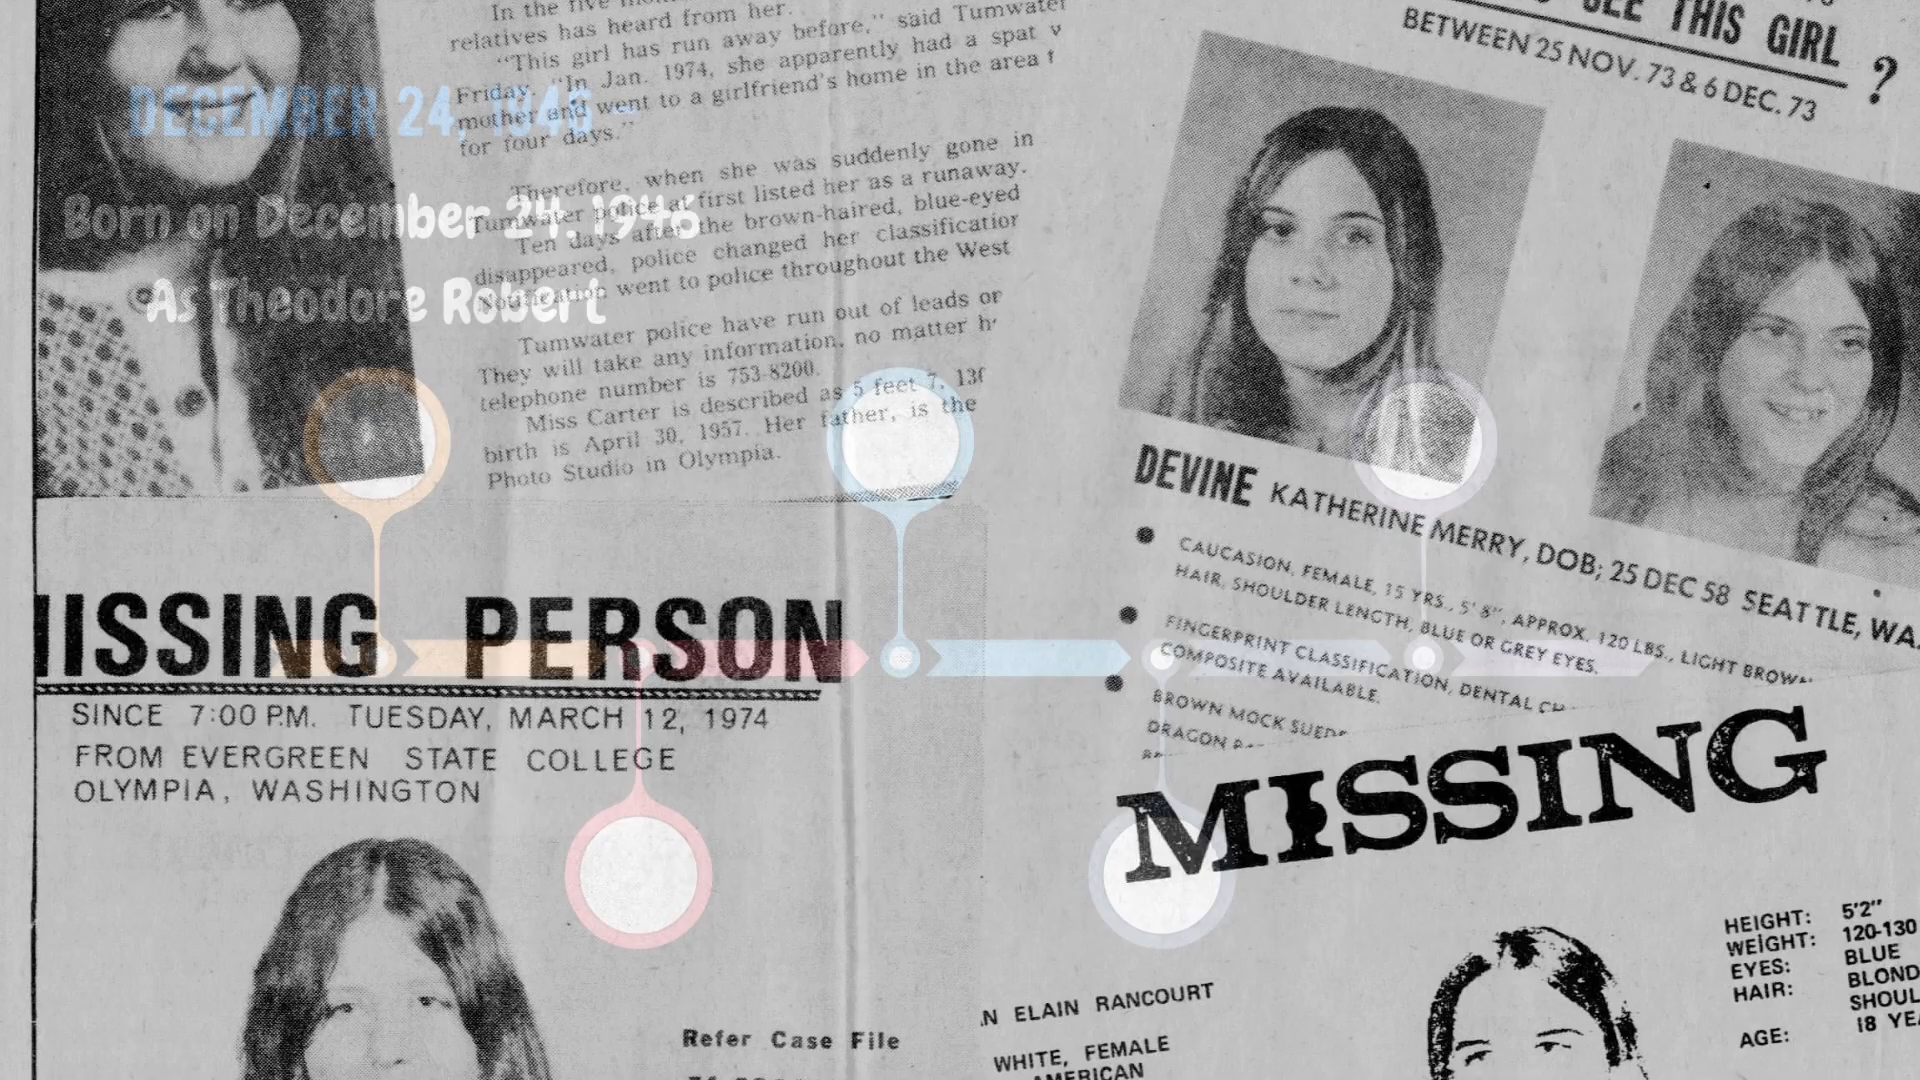 In the five
relatives has heard from her.
"This girl has run away before," said Tumwater
Friday. "In Jan. 1974, she apparently had a spat
mother and went to a girlfriend's home in the area
for four days."
Therefore, when she was suddenly gone in
Tumwater police at first listed her as a runaway.
Ten days after the brown-haired, blue-eyed
disappeared, police changed her classification
Notification went to police throughout the West
Tumwater police have run out of leads or
They will take any information, no matter
telephone number is 753-8200.
Miss Carter is described as 5 feet 7,
birth is April 30, 1957. Her father, is the
Photo Studio in Olympia.
DECEMBER 24, 1946 –
Born on December 24, 1946
As Theodore Robert
SEE THIS GIRL ?
BETWEEN 25 NOV. 73 & 6 DEC. 73
DEVINE KATHERINE MERRY, DOB; 25 DEC 58 SEATTLE, WA.
CAUCASION, FEMALE, 15 YRS., 5' 8", APPROX. 120 LBS., LIGHT BROWN
HAIR, SHOULDER LENGTH, BLUE OR GREY EYES.
FINGERPRINT CLASSIFICATION, DENTAL
COMPOSITE AVAILABLE.
BROWN MOCK SUEDE
DRAGON
ISSING PERSON
SINCE 7:00 P.M. TUESDAY, MARCH 12, 1974
FROM EVERGREEN STATE COLLEGE
OLYMPIA, WASHINGTON
Refer Case File
MISSING
HEIGHT: 5'2"
WEIGHT: 120-130
EYES: BLUE
HAIR: BLOND
SHOUL
AGE: 18 YEA
N ELAIN RANCOURT
WHITE, FEMALE
AMERICAN